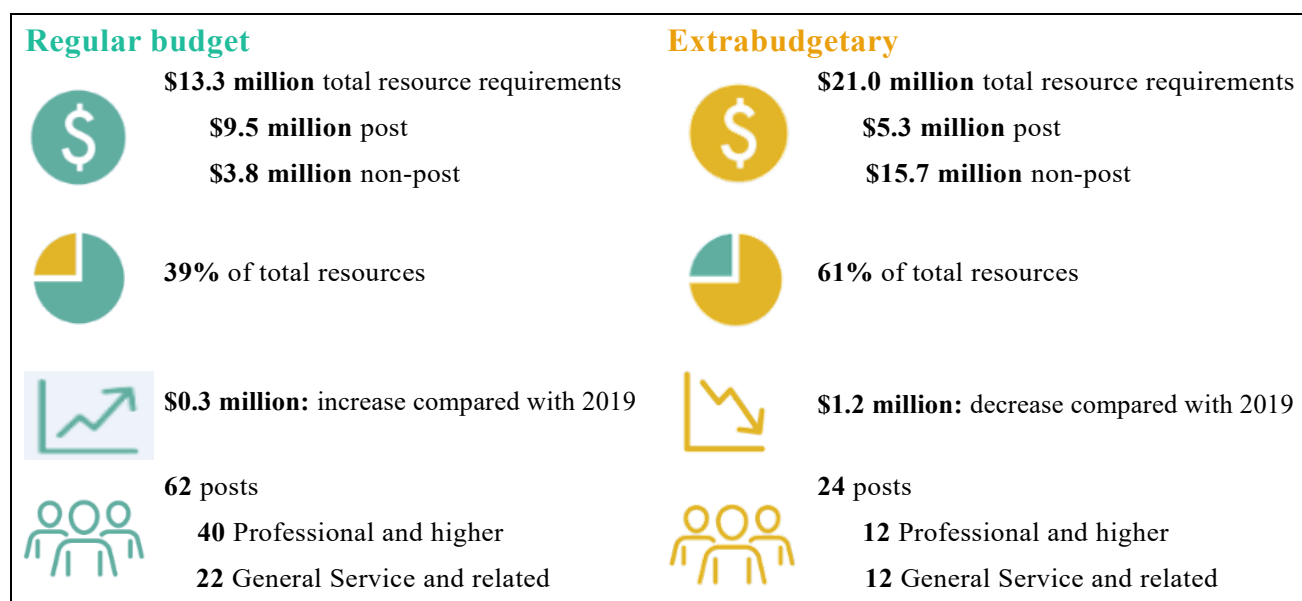 Regular budget
$13.3 million total resource requirements
$9.5 million post
$3.8 million non-post
39% of total resources
$0.3 million: increase compared with 2019
62 posts
40 Professional and higher
22 General Service and related
Extrabudgetary
$21.0 million total resource requirements
$5.3 million post
$15.7 million non-post
61% of total resources
$1.2 million: decrease compared with 2019
24 posts
12 Professional and higher
12 General Service and related